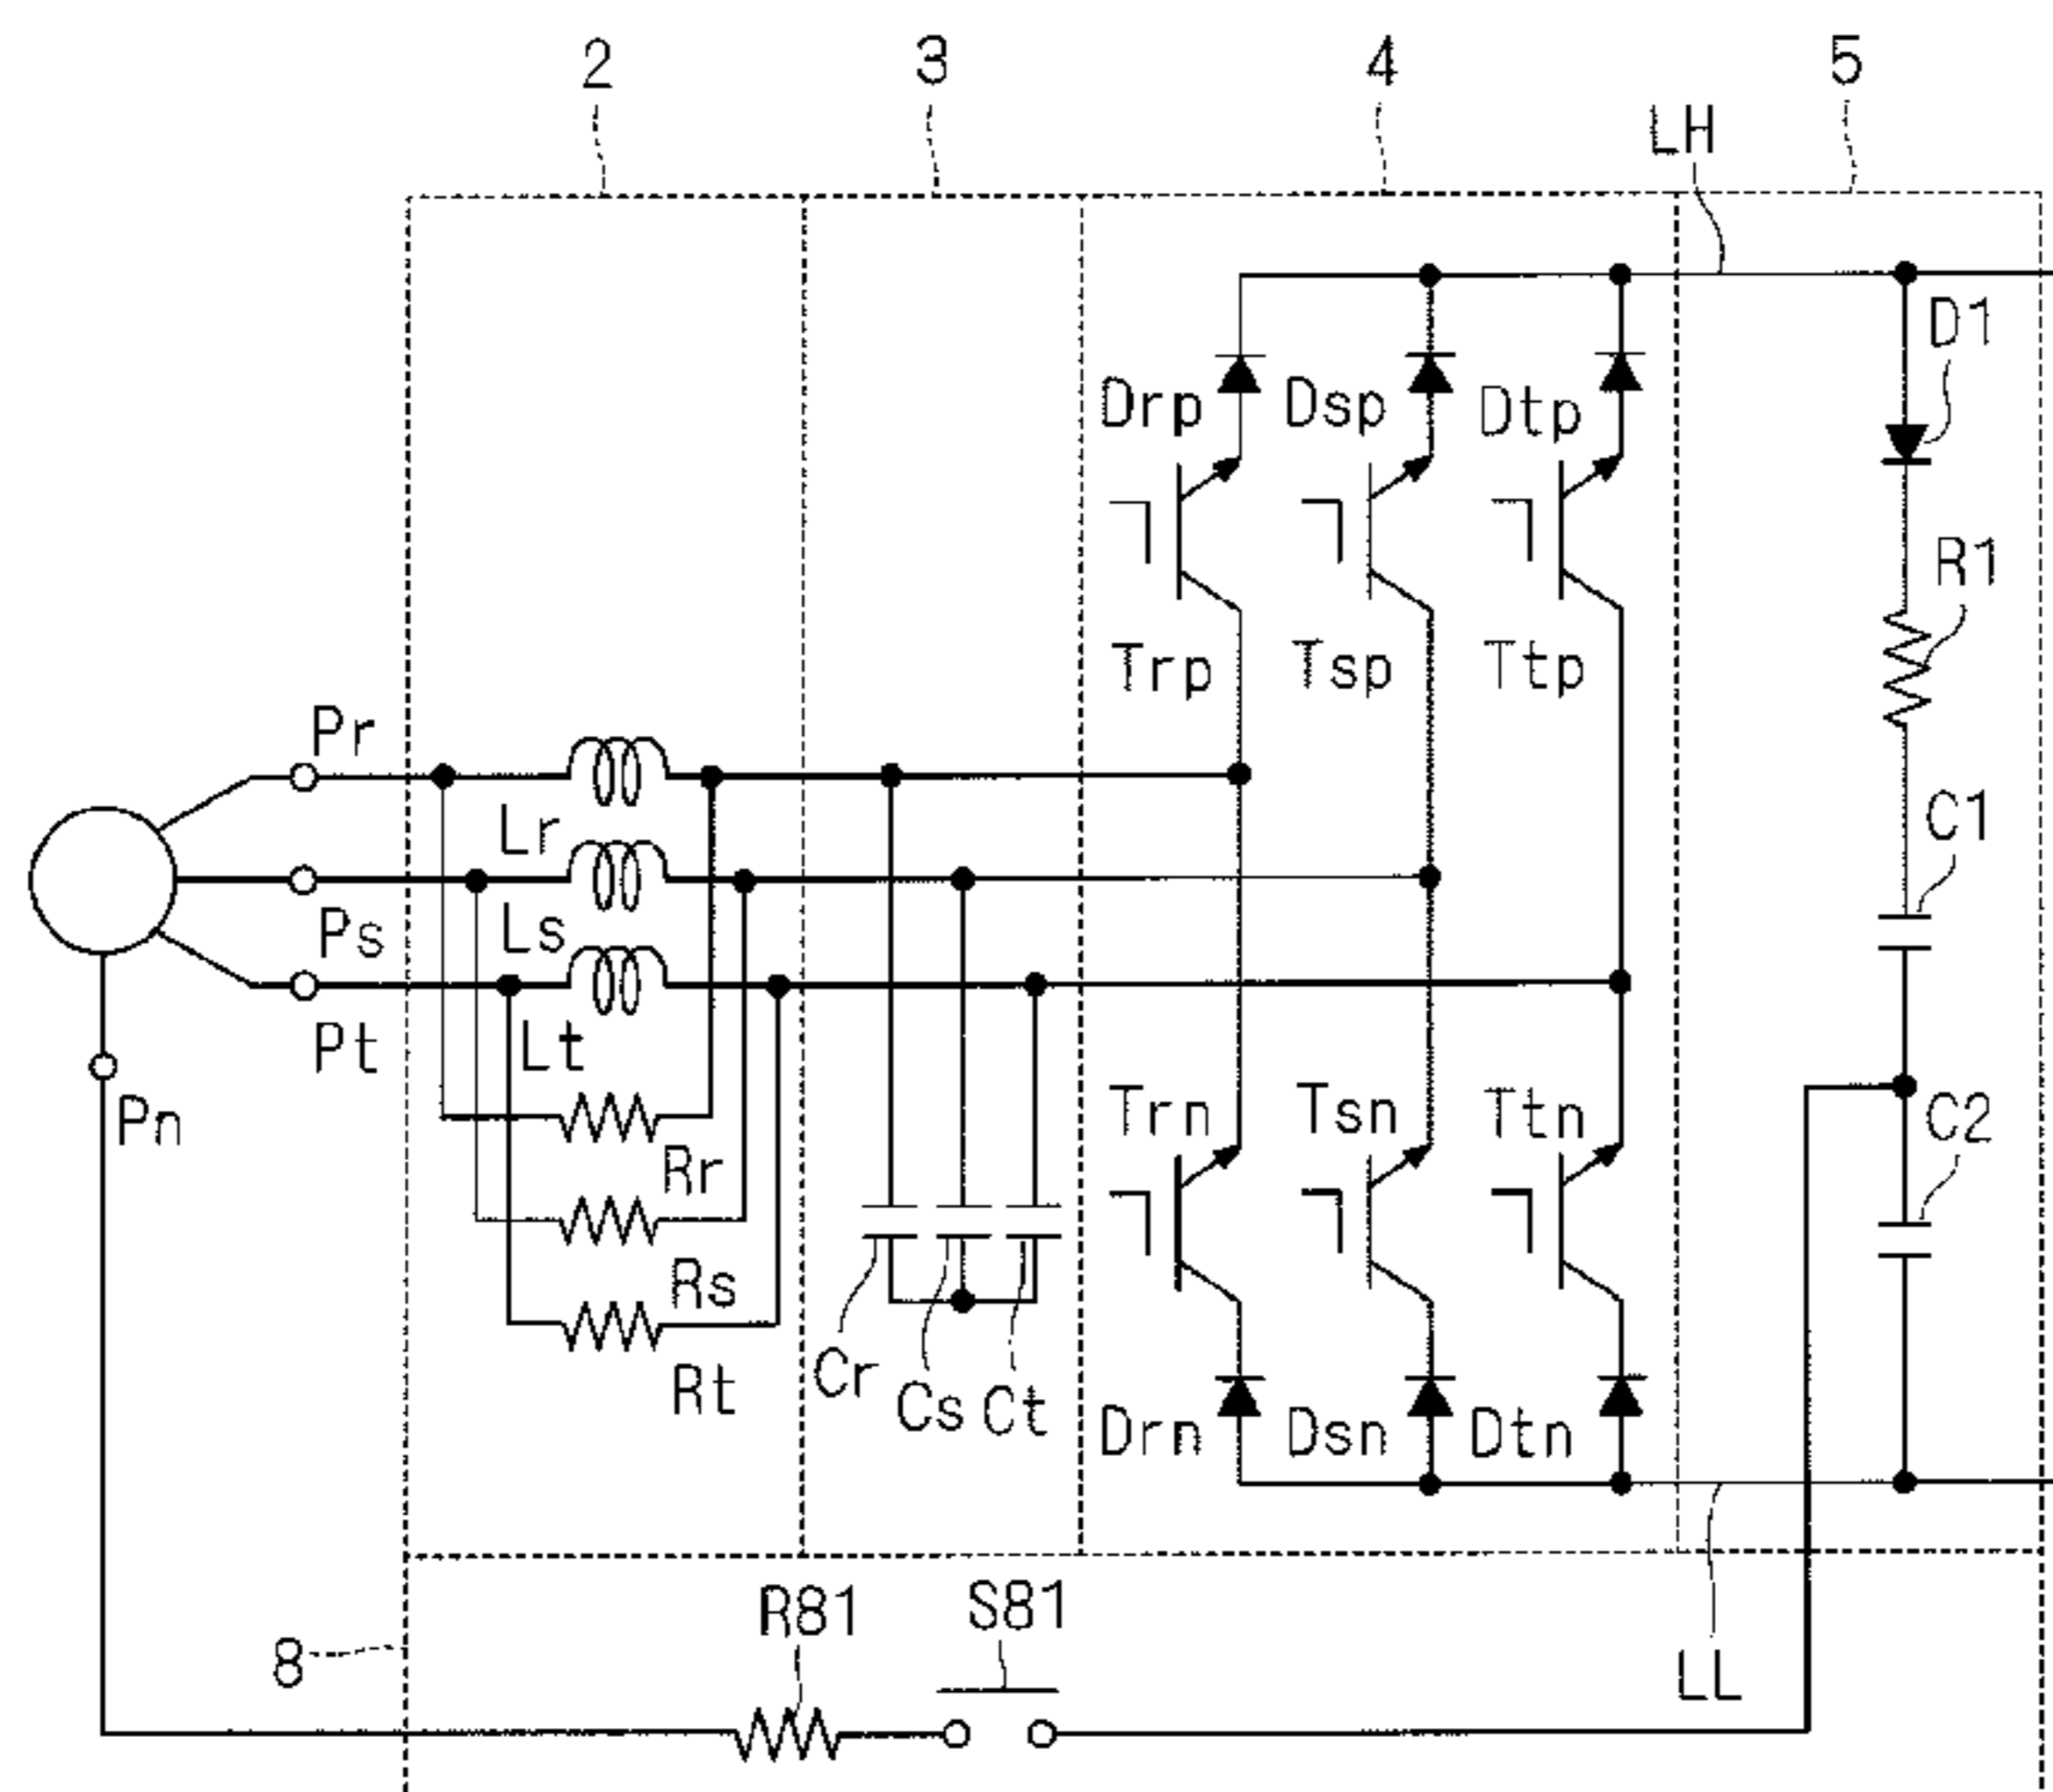 2
3
4
5
LH
D1
Drp
Dsp
Dtp
R1
Trp
Tsp
Ttp
Pr
C1
Lr
Ps
Ls
Pt
Lt
Pn
Trn
Tsn
Ttn
C2
Rr
Rs
Rt
Cr
Cs
Ct
Drn
Dsn
Dtn
R81
S81
8
LL